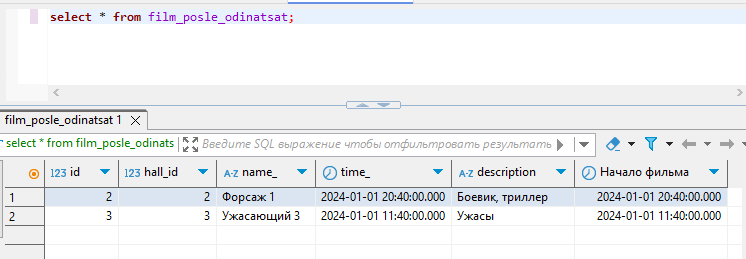 select * from film_posle_odinatsat;
film_posle_odinatsat 1
select * from film_posle_odinats Введите SQL выражение чтобы отфильтровать результать
123 id 123 hall_id A-Z name_ time_ A-Z description Начало фильма
1 2 2 Форсаж 1 2024-01-01 20:40:00.000 Боевик, триллер 2024-01-01 20:40:00.000
2 3 3 Ужасающий 3 2024-01-01 11:40:00.000 Ужасы 2024-01-01 11:40:00.000